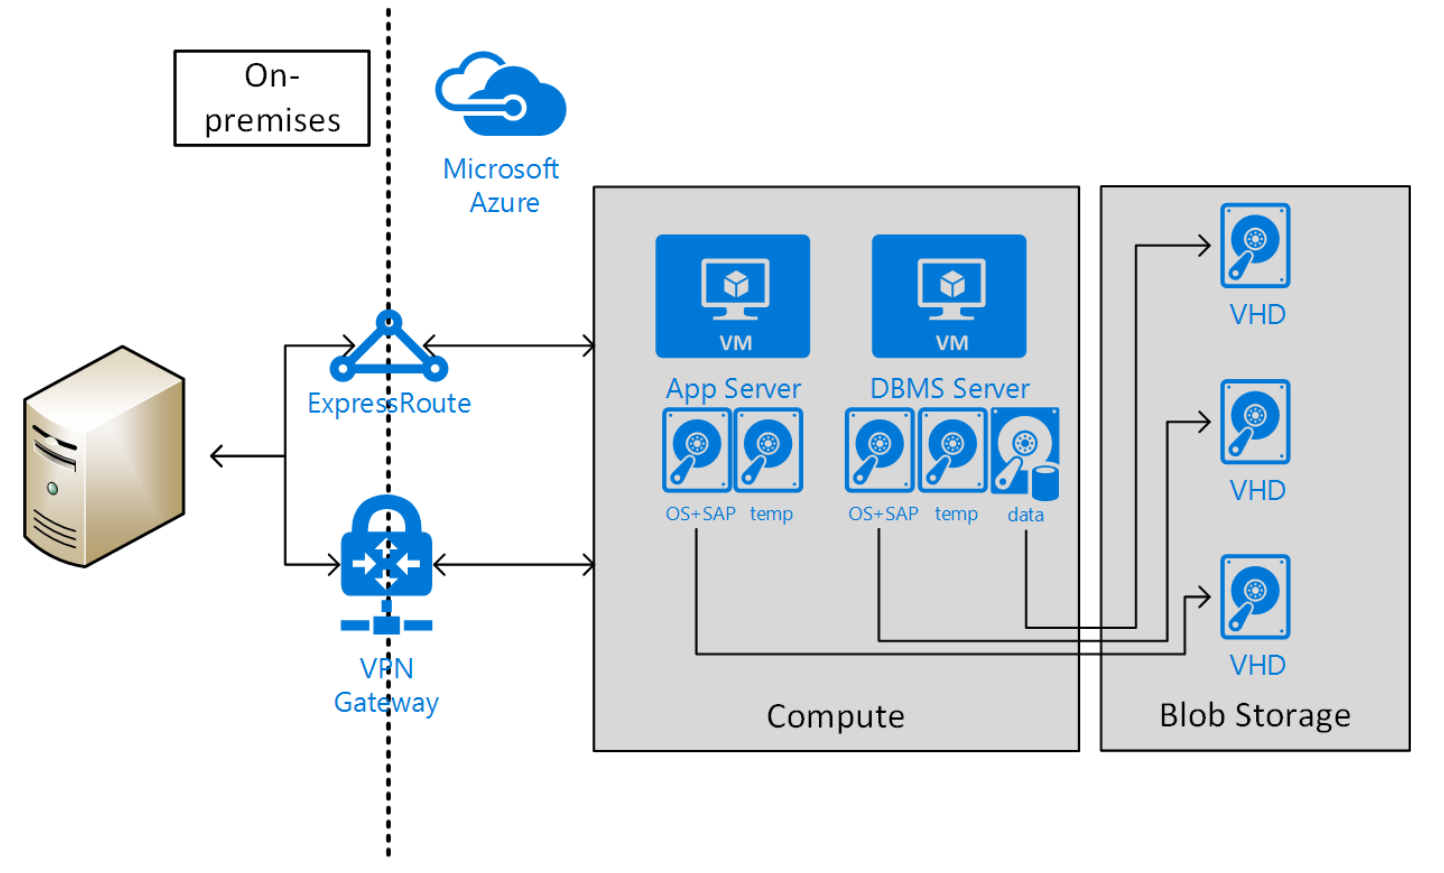 On-
premises
Microsoft
Azure
ExpressRoute
VPN
Gateway
VM
VM
App Server
DBMS Server
OS+SAP temp
OS+SAP temp data
Compute
VHD
VHD
VHD
Blob Storage